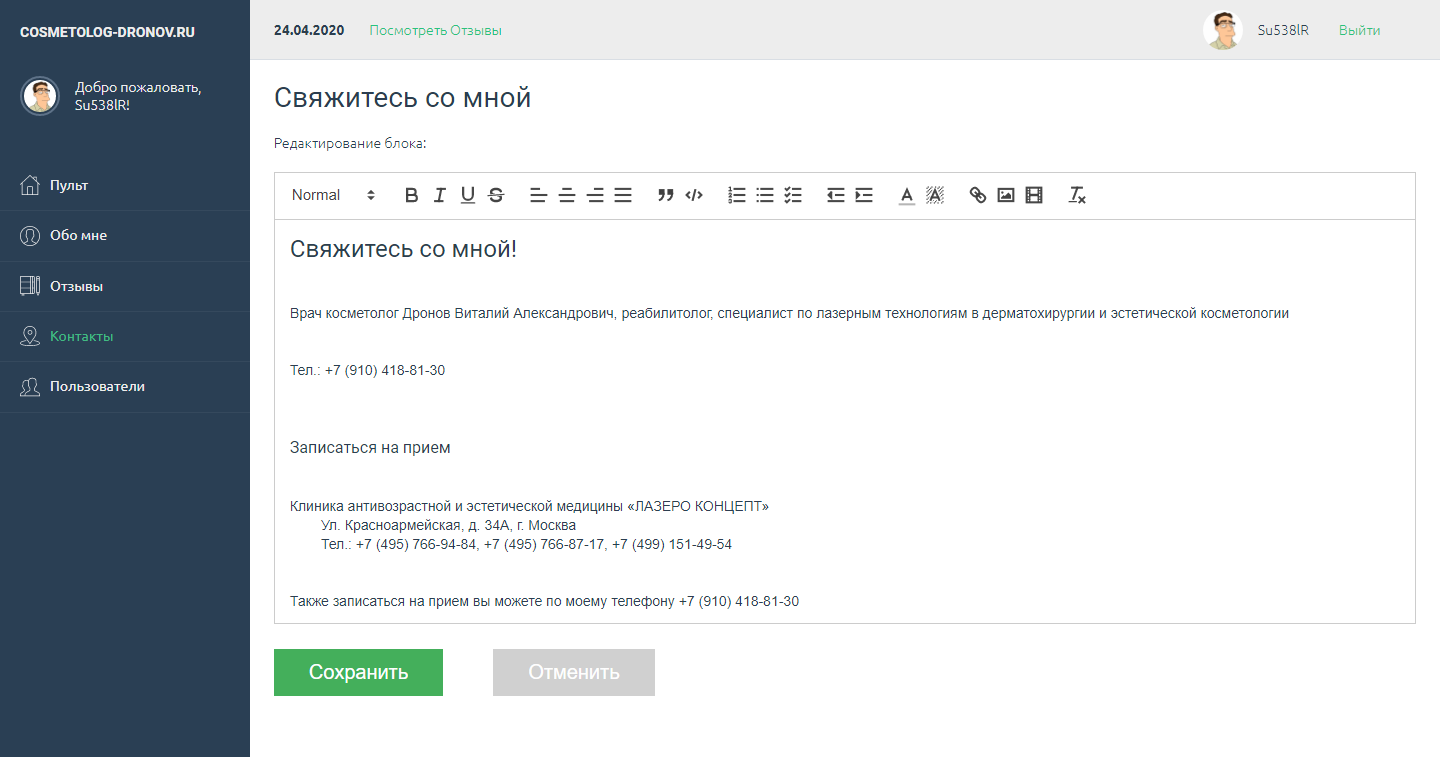 COSMETOLOG-DRONOV.RU
24.04.2020 Посмотреть Отзывы
Su538lR Выйти
Добро пожаловать,
Su538lR!
Пульт
Обо мне
Отзывы
Контакты
Пользователи
Свяжитесь со мной
Редактирование блока:
Normal
Свяжитесь со мной!
Врач косметолог Дронов Виталий Александрович, реабилитолог, специалист по лазерным технологиям в дерматохирургии и эстетической косметологии
Тел.: +7 (910) 418-81-30
Записаться на прием
Клиника антивозрастной и эстетической медицины «ЛАЗЕРО КОНЦЕПТ»
Ул. Красноармейская, д. 34А, г. Москва
Тел.: +7 (495) 766-94-84, +7 (495) 766-87-17, +7 (499) 151-49-54
Также записаться на прием вы можете по моему телефону +7 (910) 418-81-30
Сохранить
Отменить